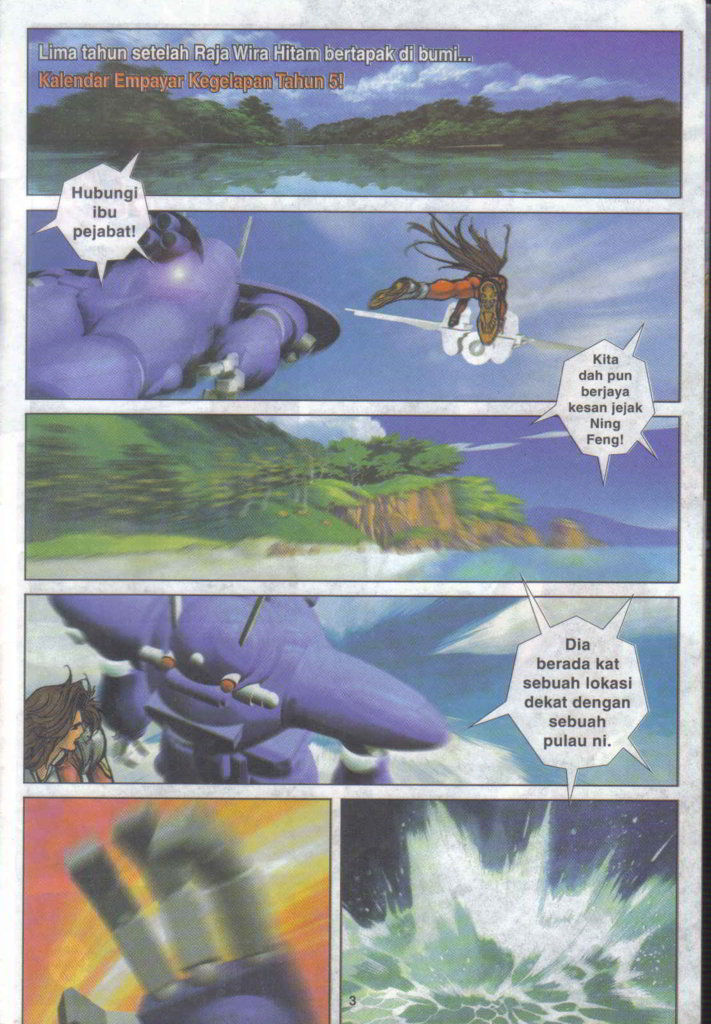 Lima tahun setelah Raja Wira Hitam bertapak di bumi...
Kalendar Empayar Kegelapan Tahun 5!
Hubungi
ibu
pejabat!
Kita
dah pun
berjaya
kesan jejak
Ning
Feng!
Dia
berada kat
sebuah lokasi
dekat dengan
sebuah
pulau ni.
3